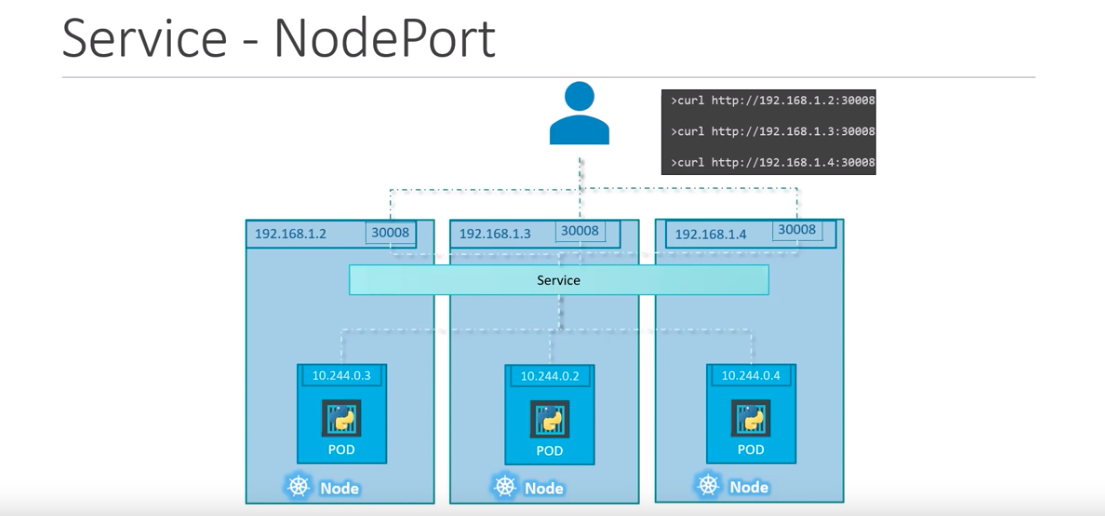 Service - NodePort
>curl http://192.168.1.2:30008
>curl http://192.168.1.3:30008
>curl http://192.168.1.4:30008
192.168.1.2
30008
192.168.1.3
30008
192.168.1.4
30008
Service
10.244.0.3
10.244.0.2
10.244.0.4
POD
POD
POD
Node
Node
Node